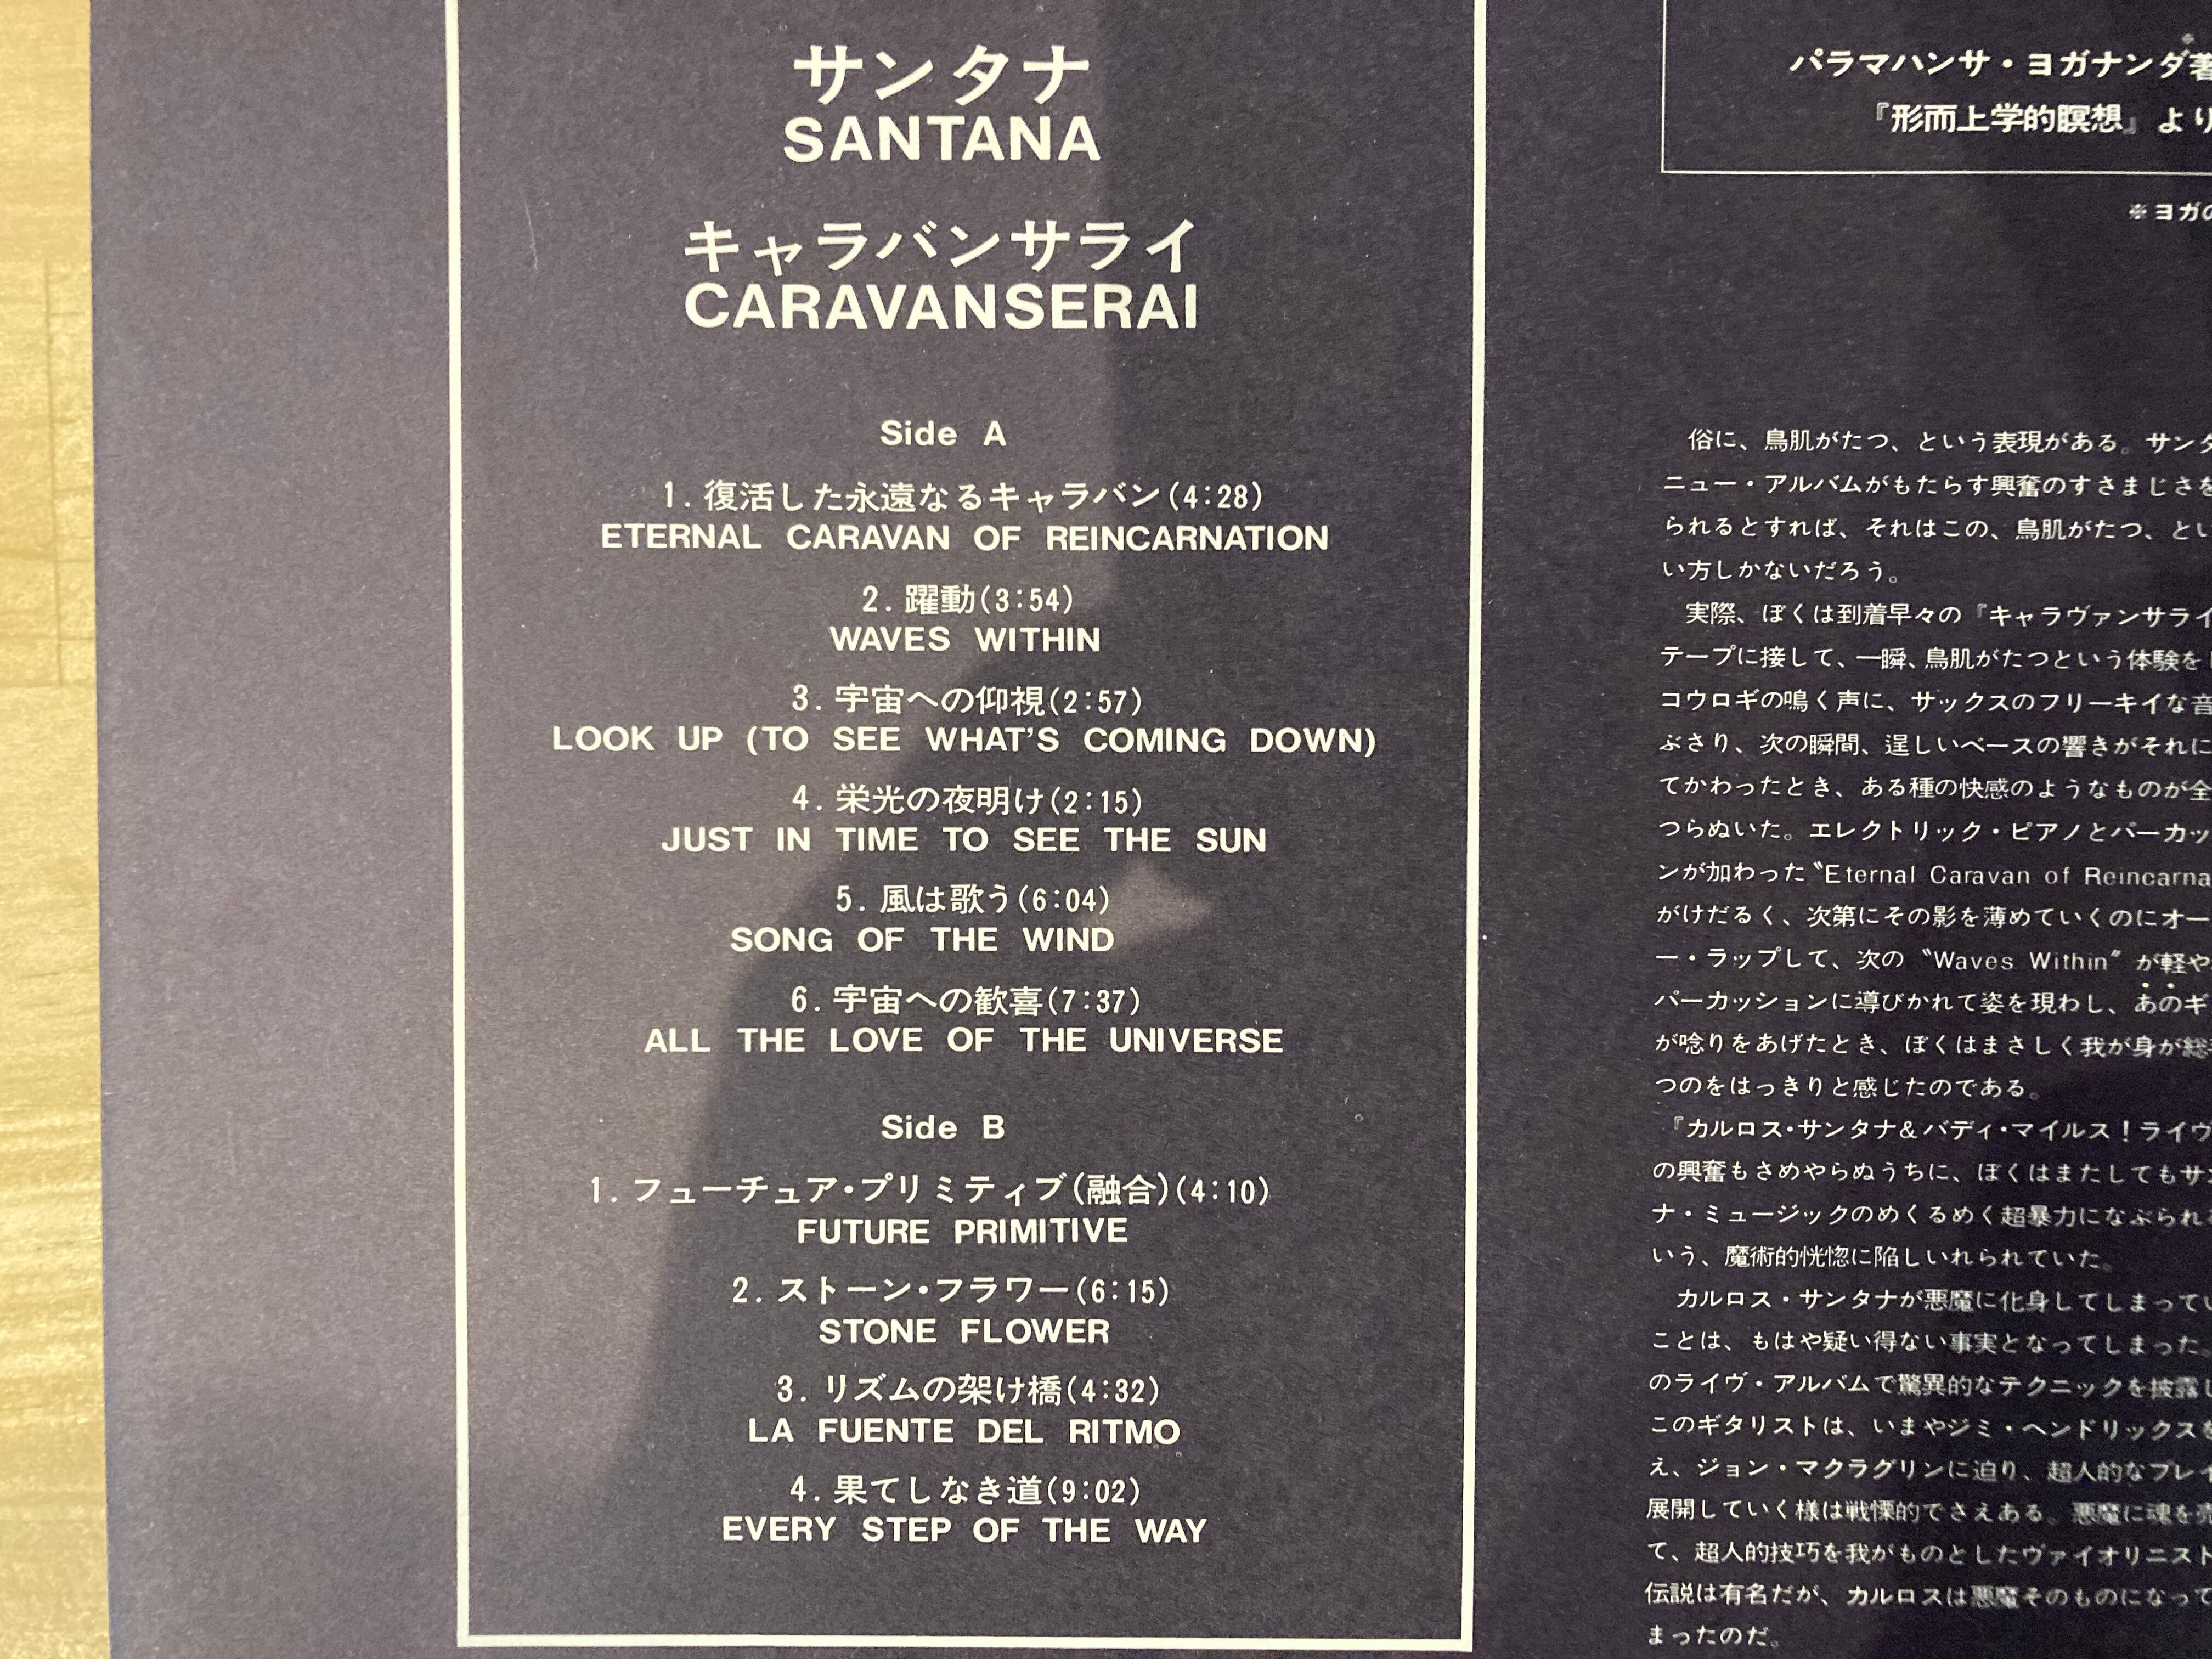 サンタナ
SANTANA
キャラバンサライ
CARAVANSERAI
Side A
1. 復活した永遠なるキャラバン(4:28)
ETERNAL CARAVAN OF REINCARNATION
2. 躍動(3:54)
WAVES WITHIN
3. 宇宙への仰視(2:57)
LOOK UP (TO SEE WHAT'S COMING DOWN)
4. 栄光の夜明け(2:15)
JUST IN TIME TO SEE THE SUN
5. 風は歌う(6:04)
SONG OF THE WIND
6. 宇宙への歓喜(7:37)
ALL THE LOVE OF THE UNIVERSE
Side B
1. フューチュア・プリミティブ(融合)(4:10)
FUTURE PRIMITIVE
2. ストーン・フラワー(6:15)
STONE FLOWER
3. リズムの架け橋(4:32)
LA FUENTE DEL RITMO
4. 果てしなき道(9:02)
EVERY STEP OF THE WAY
※
パラマハンサ・ヨガナンダ著
『形而上学的瞑想』より
※ヨガの
俗に、鳥肌がたつ、という表現がある。サンタ
ニュー・アルバムがもたらす興奮のすさまじさを
られるとすれば、それはこの、鳥肌がたつ、とい
い方しかないだろう。
実際、ぼくは到着早々の『キャラヴァンサライ
テープに接して、一瞬、鳥肌がたつという体験を
コウロギの鳴く声に、サックスのフリーキイな音
ぶさり、次の瞬間、逞しいベースの響きがそれに
てかわったとき、ある種の快感のようなものが全
つらぬいた。エレクトリック・ピアノとパーカッ
ンが加わった〝Eternal Caravan of Reincarna
がけだるく、次第にその影を薄めていくのにオー
ー・ラップして、次の〝Waves Within〞が軽や
パーカッションに導びかれて姿を現わし、あのギ
が唸りをあげたとき、ぼくはまさしく我が身が総
つのをはっきりと感じたのである。
『カルロス・サンタナ&バディ・マイルス!ライヴ
の興奮もさめやらぬうちに、ぼくはまたしてもサン
ナ・ミュージックのめくるめく超暴力になぶられ
いう、魔術的恍惚に陥しいれられていた。
カルロス・サンタナが悪魔に化身してしまってい
ことは、もはや疑い得ない事実となってしまった。
のライヴ・アルバムで驚異的なテクニックを披露し
このギタリストは、いまやジミ・ヘンドリックスを
え、ジョン・マクラグリンに迫り、超人的なプレイ
展開していく様は戦慄的でさえある。悪魔に魂を売
て、超人的技巧を我がものとしたヴァイオリニスト
伝説は有名だが、カルロスは悪魔そのものになって
まったのだ。